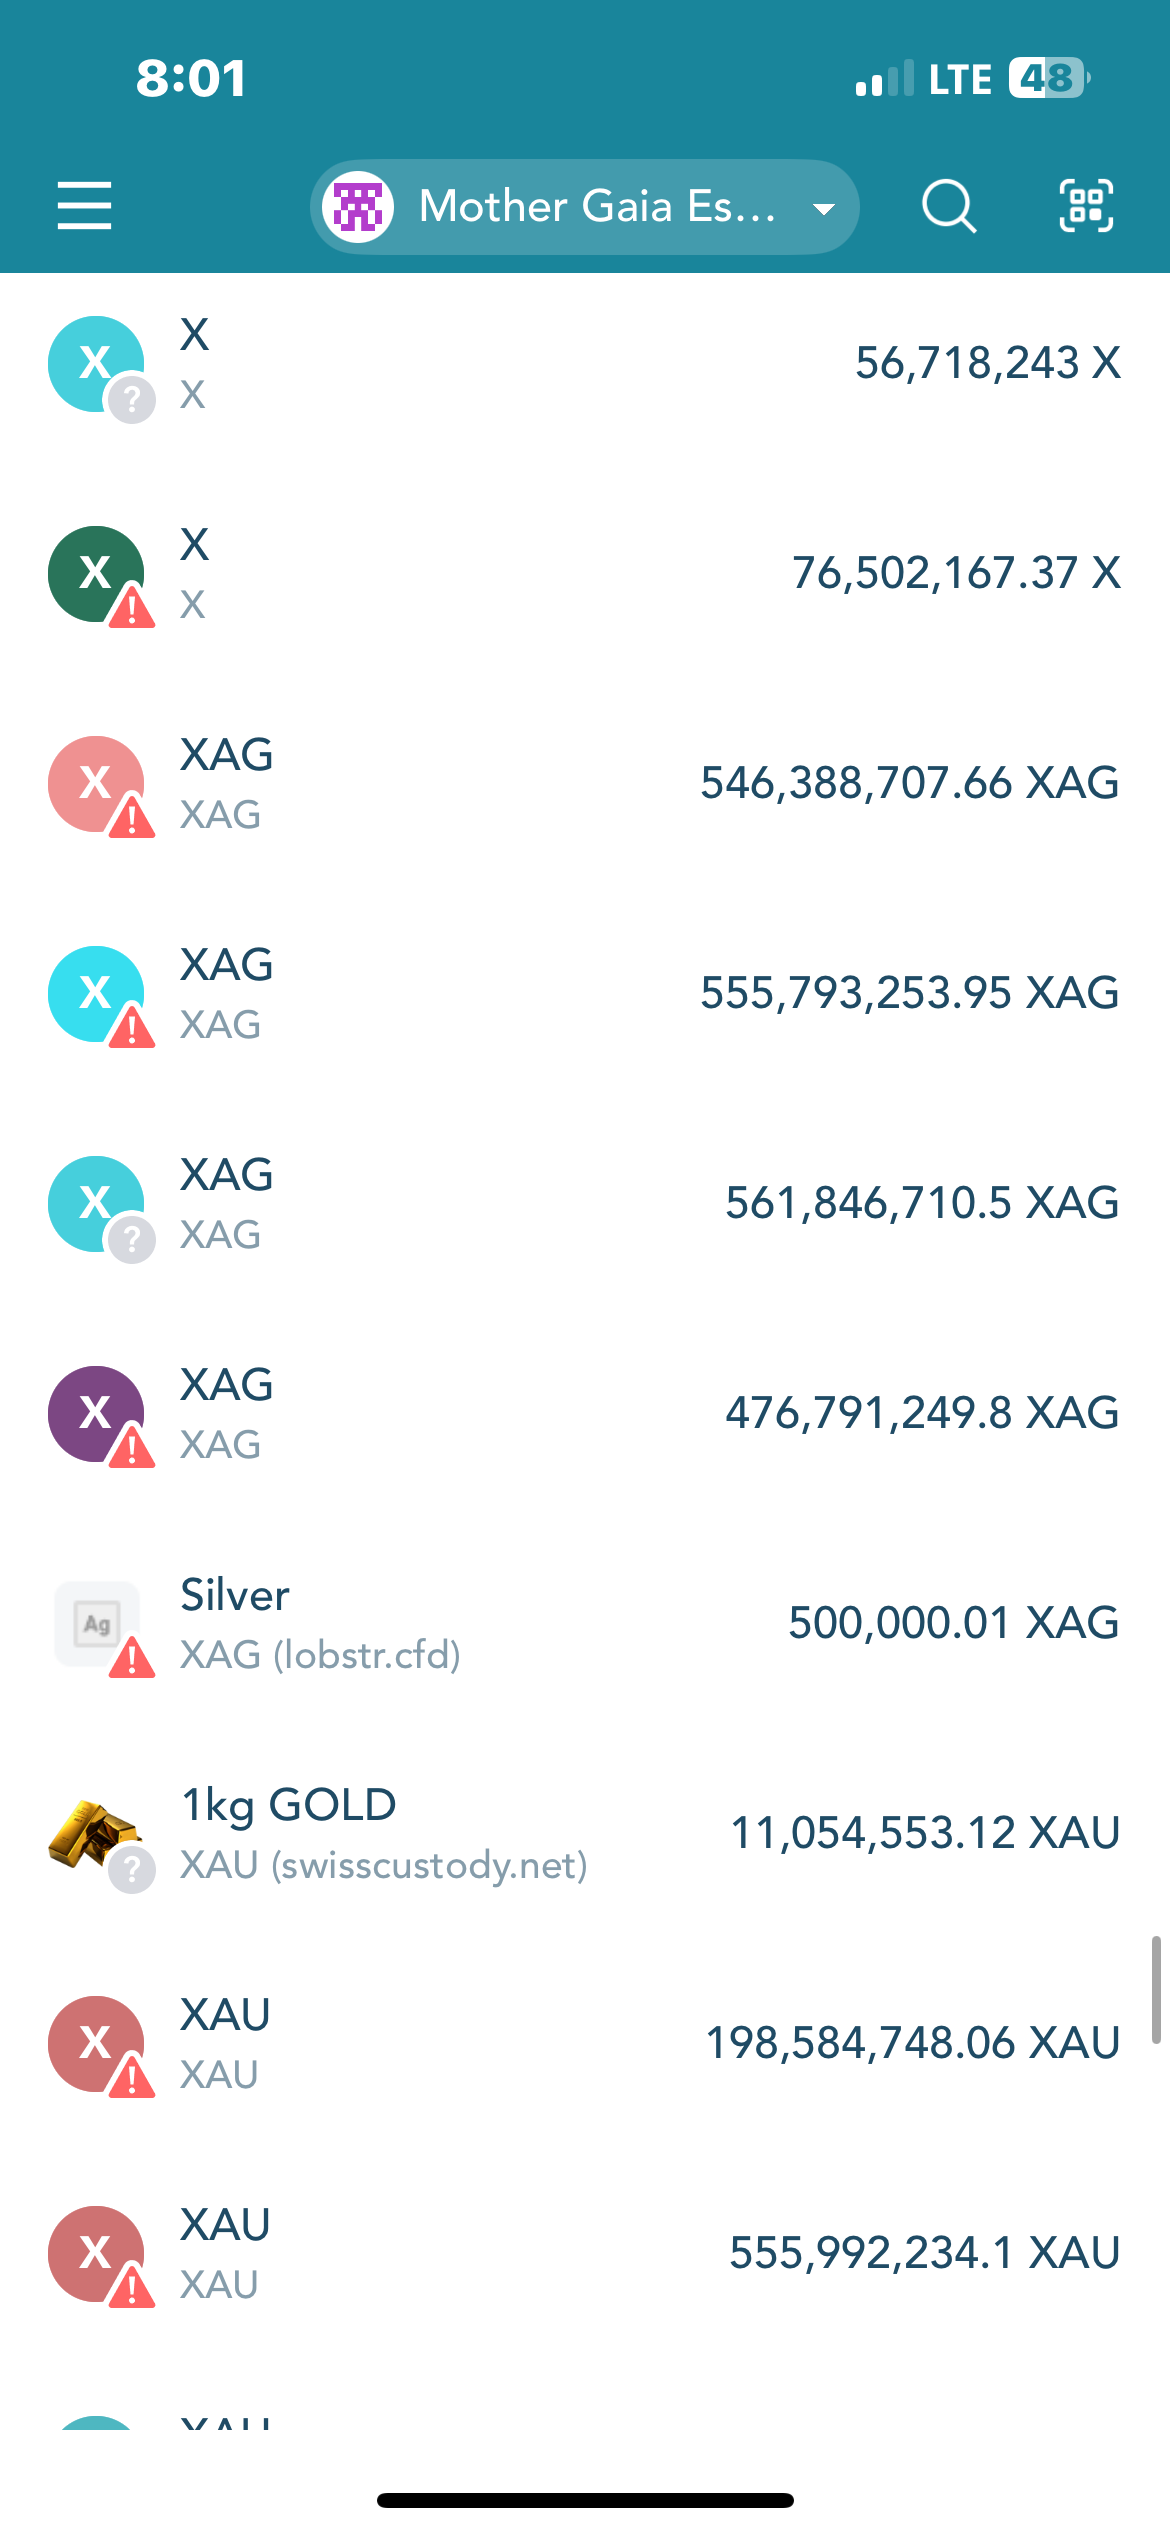 8:01
LTE 48
Mother Gaia Es...
X
? X
56,718,243 X
X
X
X
! X
76,502,167.37 X
X
XAG
! XAG
546,388,707.66 XAG
X
XAG
! XAG
555,793,253.95 XAG
X
XAG
? XAG
561,846,710.5 XAG
X
XAG
! XAG
476,791,249.8 XAG
Ag
Silver
! XAG (lobstr.cfd)
500,000.01 XAG
1kg GOLD
? XAU (swisscustody.net)
11,054,553.12 XAU
X
XAU
! XAU
198,584,748.06 XAU
X
XAU
! XAU
555,992,234.1 XAU
XAU